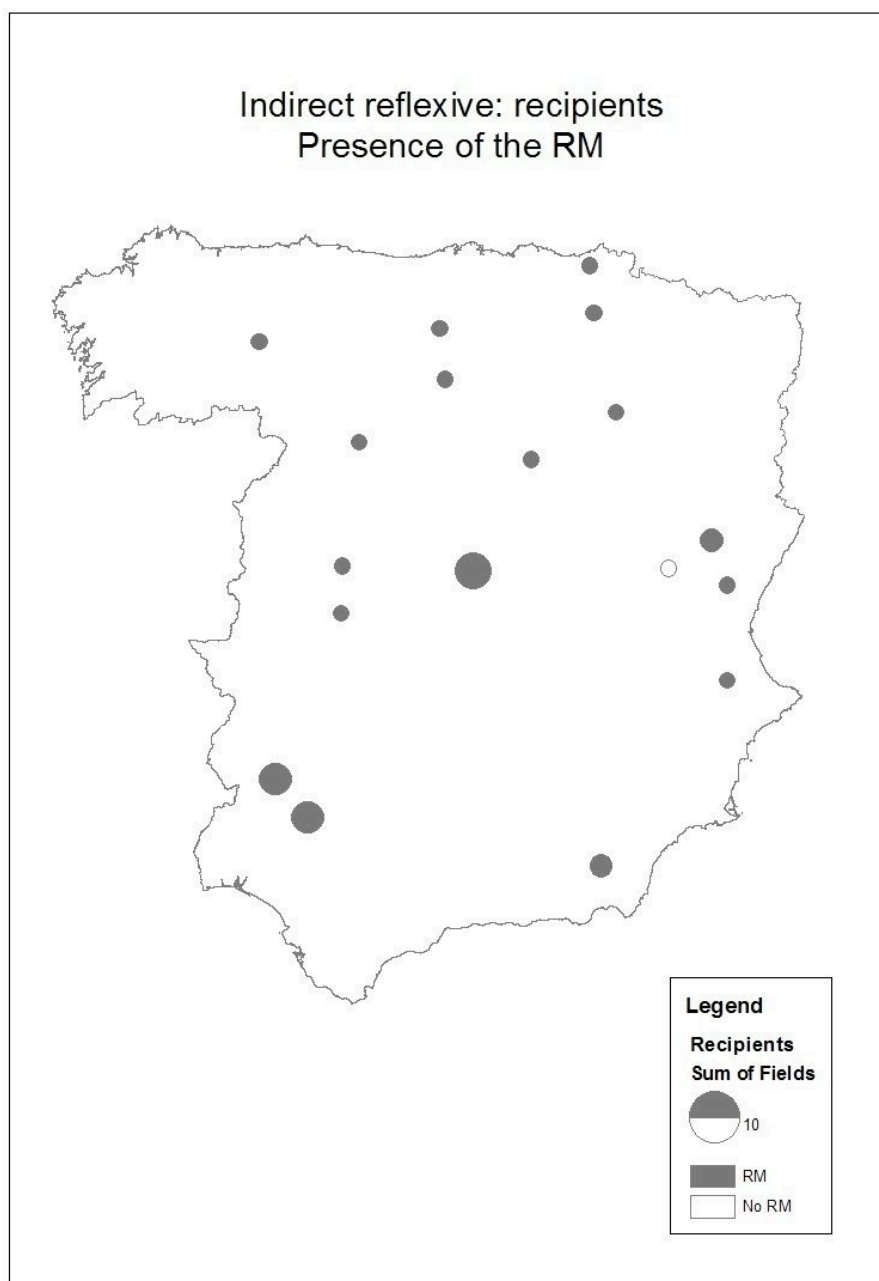 Indirect reflexive: recipients
Presence of the RM
Legend
Recipients
Sum of Fields
10
RM
No RM